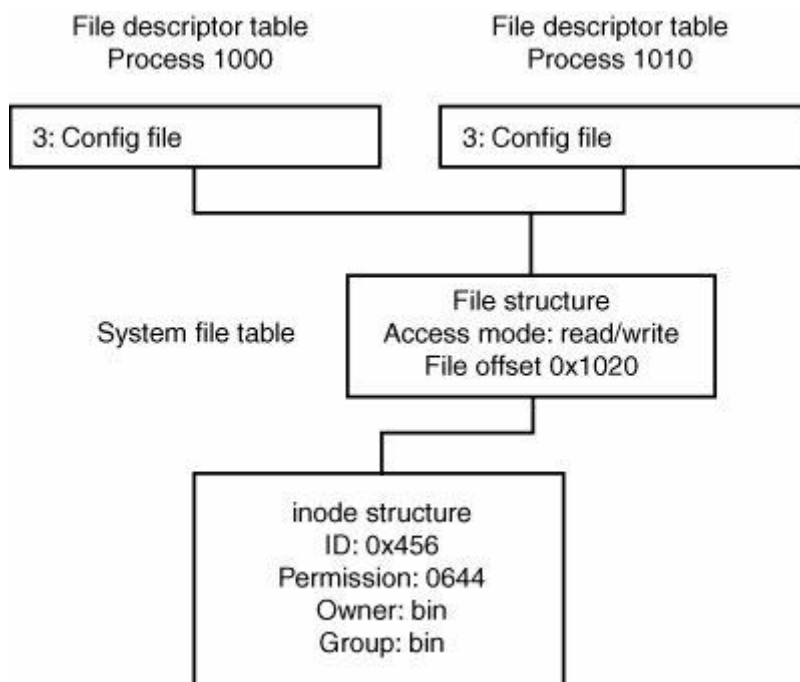 File descriptor table
Process 1000
File descriptor table
Process 1010
3: Config file
3: Config file
System file table
File structure
Access mode: read/write
File offset 0x1020
inode structure
ID: 0x456
Permission: 0644
Owner: bin
Group: bin